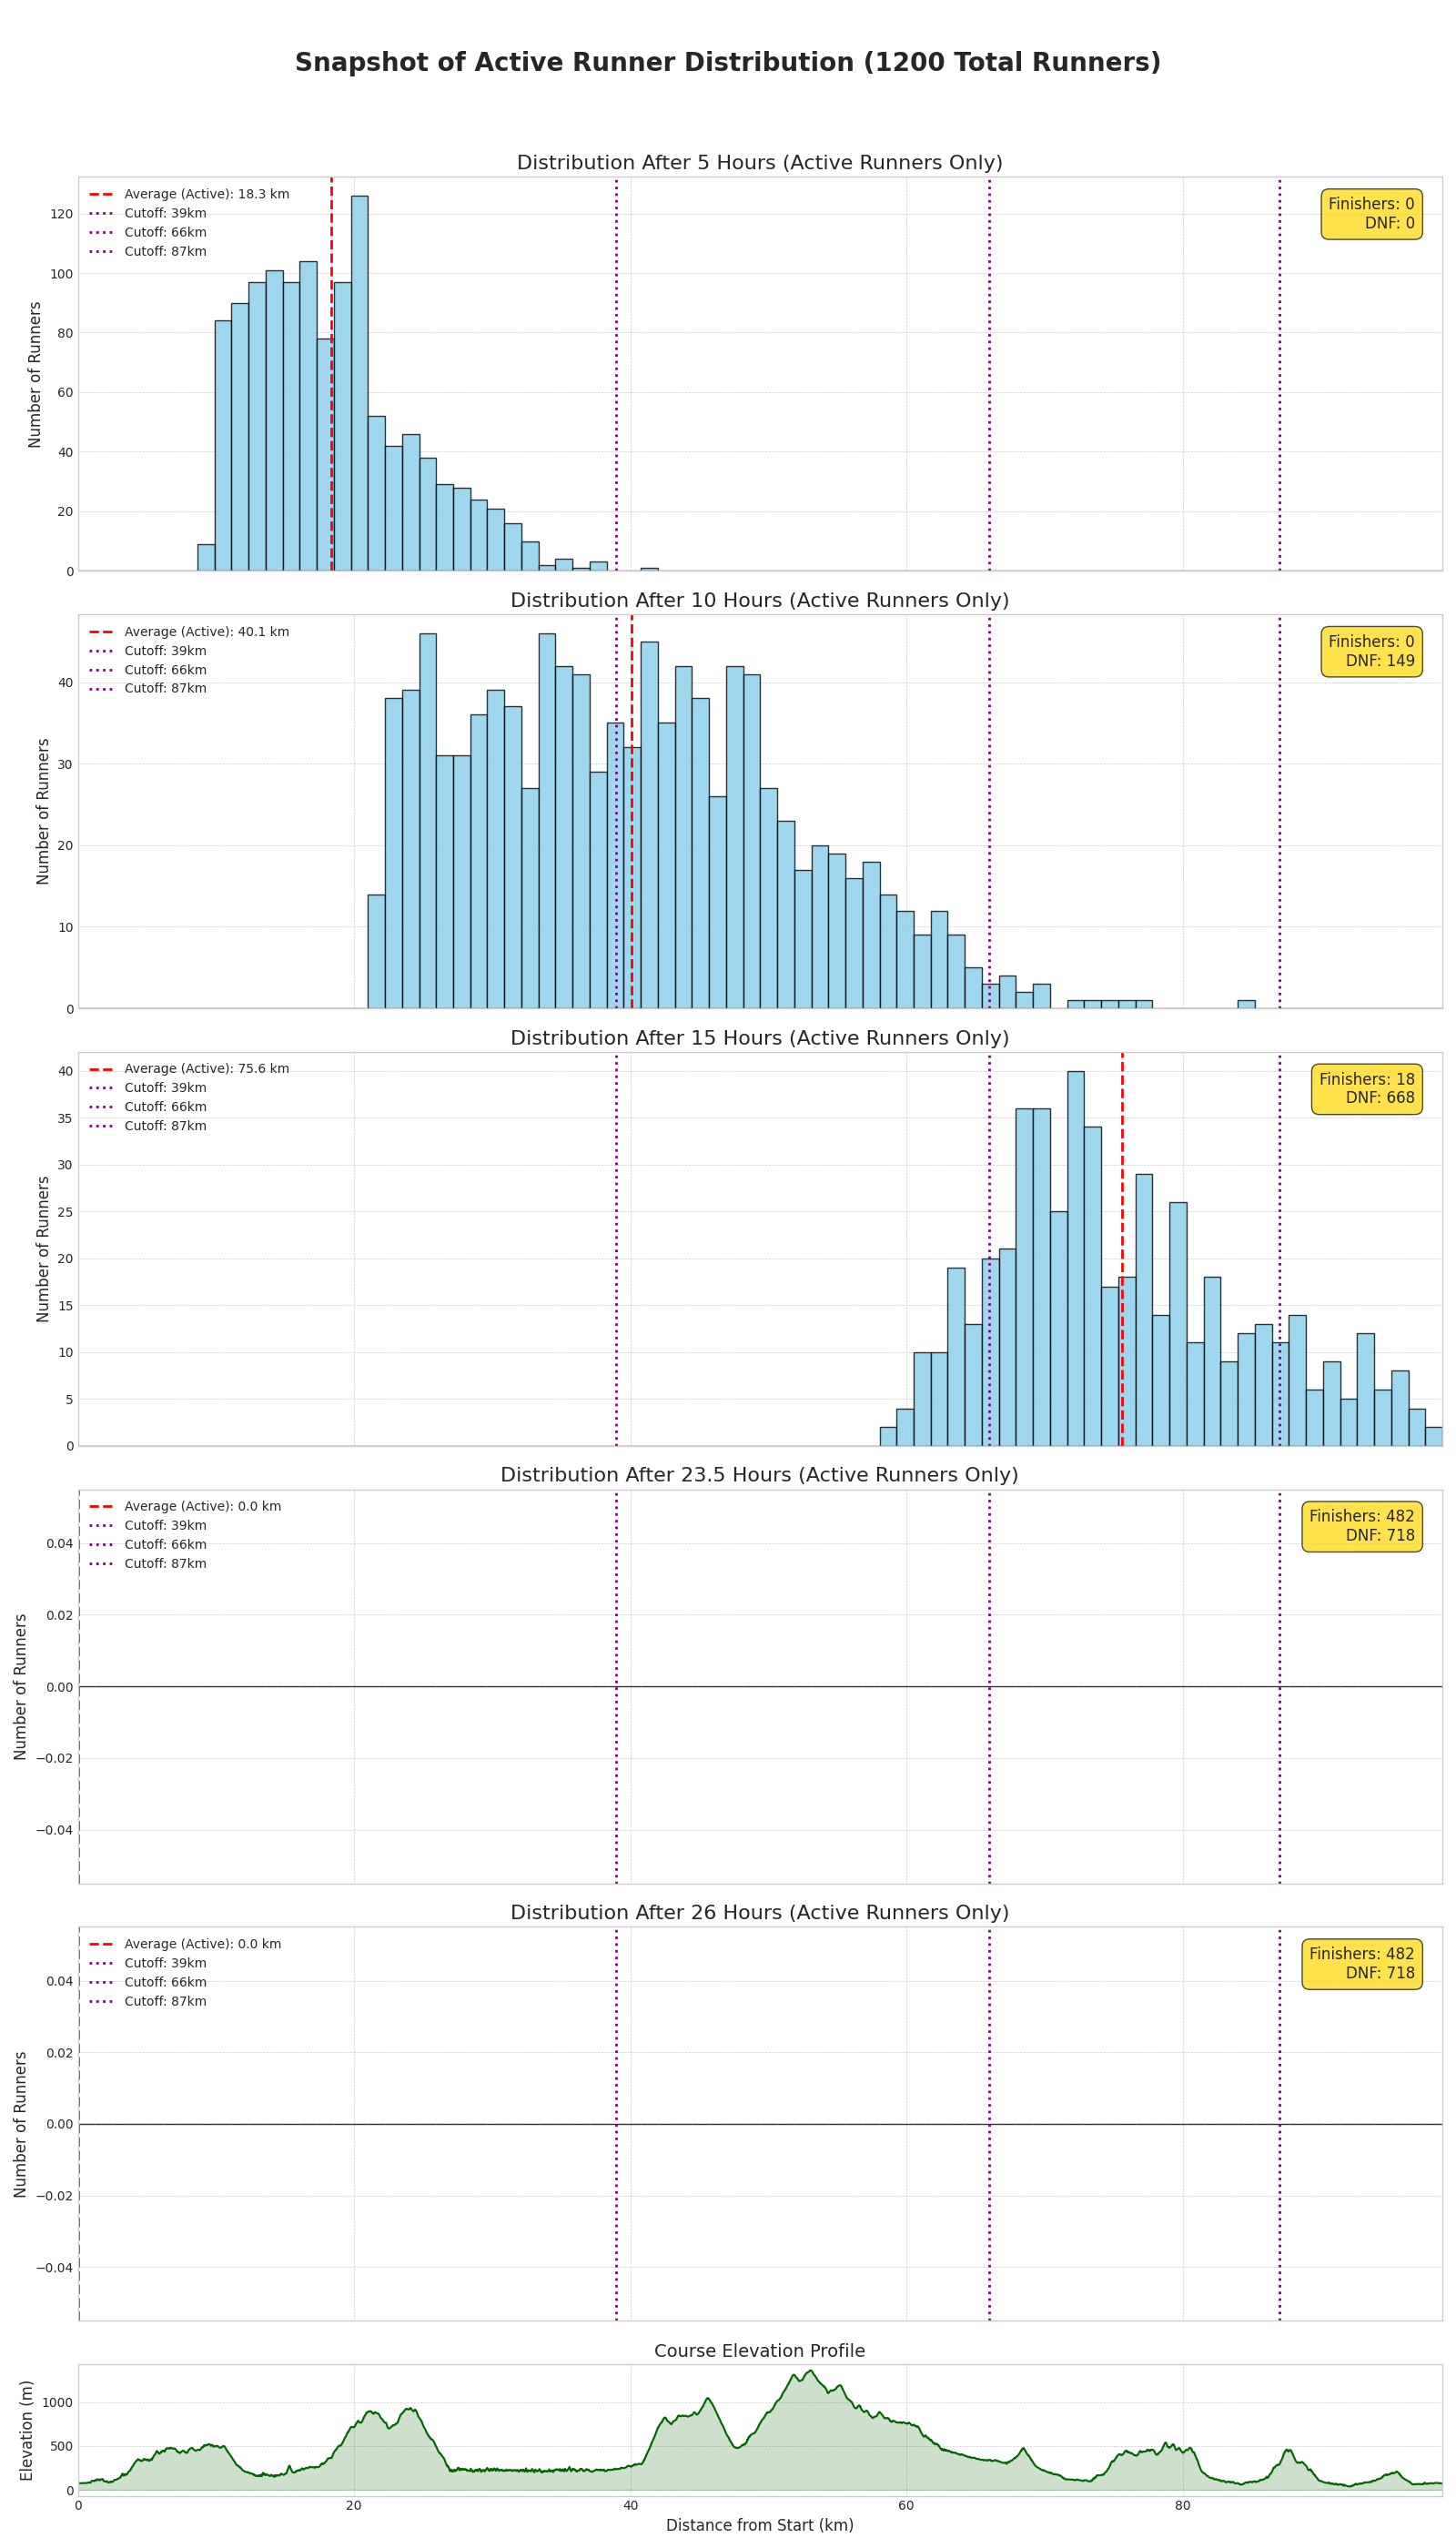 Snapshot of Active Runner Distribution (1200 Total Runners)
Distribution After 5 Hours (Active Runners Only)
Average (Active): 18.3 km
Cutoff: 39km
Cutoff: 66km
Cutoff: 87km
Finishers: 0
DNF: 0
Number of Runners
120
100
80
60
40
20
0
Distribution After 10 Hours (Active Runners Only)
Average (Active): 40.1 km
Cutoff: 39km
Cutoff: 66km
Cutoff: 87km
Finishers: 0
DNF: 149
Number of Runners
40
30
20
10
0
Distribution After 15 Hours (Active Runners Only)
Average (Active): 75.6 km
Cutoff: 39km
Cutoff: 66km
Cutoff: 87km
Finishers: 18
DNF: 668
Number of Runners
40
35
30
25
20
15
10
5
0
Distribution After 23.5 Hours (Active Runners Only)
Average (Active): 0.0 km
Cutoff: 39km
Cutoff: 66km
Cutoff: 87km
Finishers: 482
DNF: 718
Number of Runners
0.04
0.02
0.00
−0.02
−0.04
Distribution After 26 Hours (Active Runners Only)
Average (Active): 0.0 km
Cutoff: 39km
Cutoff: 66km
Cutoff: 87km
Finishers: 482
DNF: 718
Number of Runners
0.04
0.02
0.00
−0.02
−0.04
Course Elevation Profile
Elevation (m)
1000
500
0
0 20 40 60 80
Distance from Start (km)